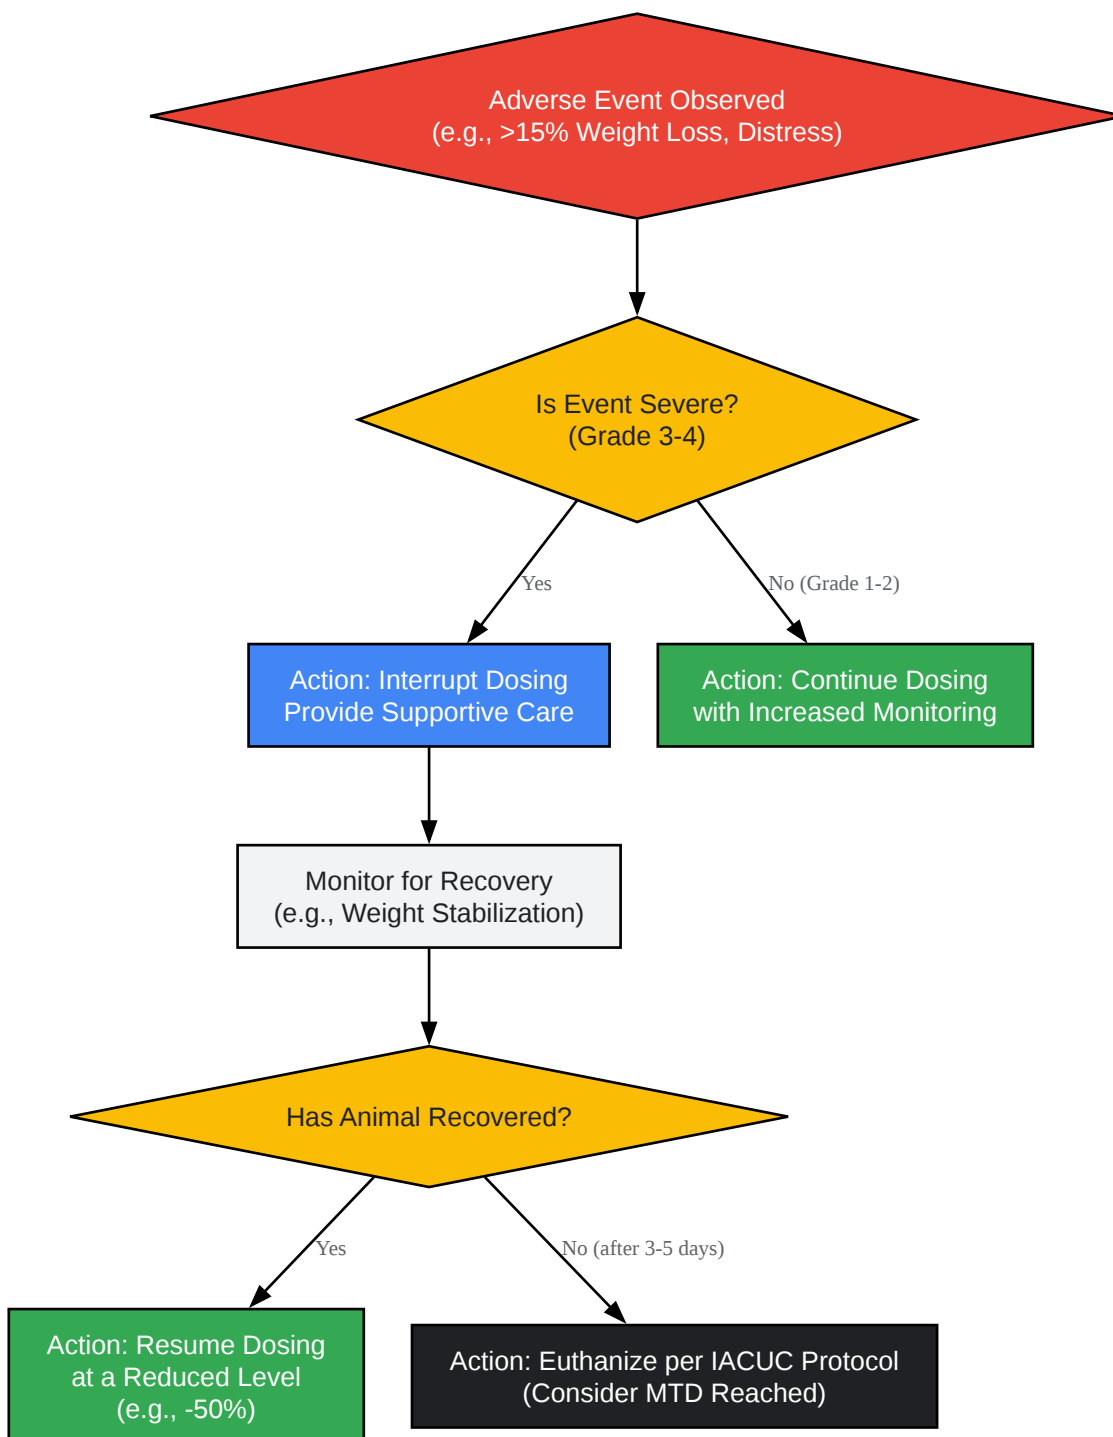 Adverse Event Observed
(e.g., >15% Weight Loss, Distress)
Is Event Severe?
(Grade 3-4)
Yes
No (Grade 1-2)
Action: Interrupt Dosing
Provide Supportive Care
Action: Continue Dosing
with Increased Monitoring
Monitor for Recovery
(e.g., Weight Stabilization)
Has Animal Recovered?
Yes
No (after 3-5 days)
Action: Resume Dosing
at a Reduced Level
(e.g., -50%)
Action: Euthanize per IACUC Protocol
(Consider MTD Reached)